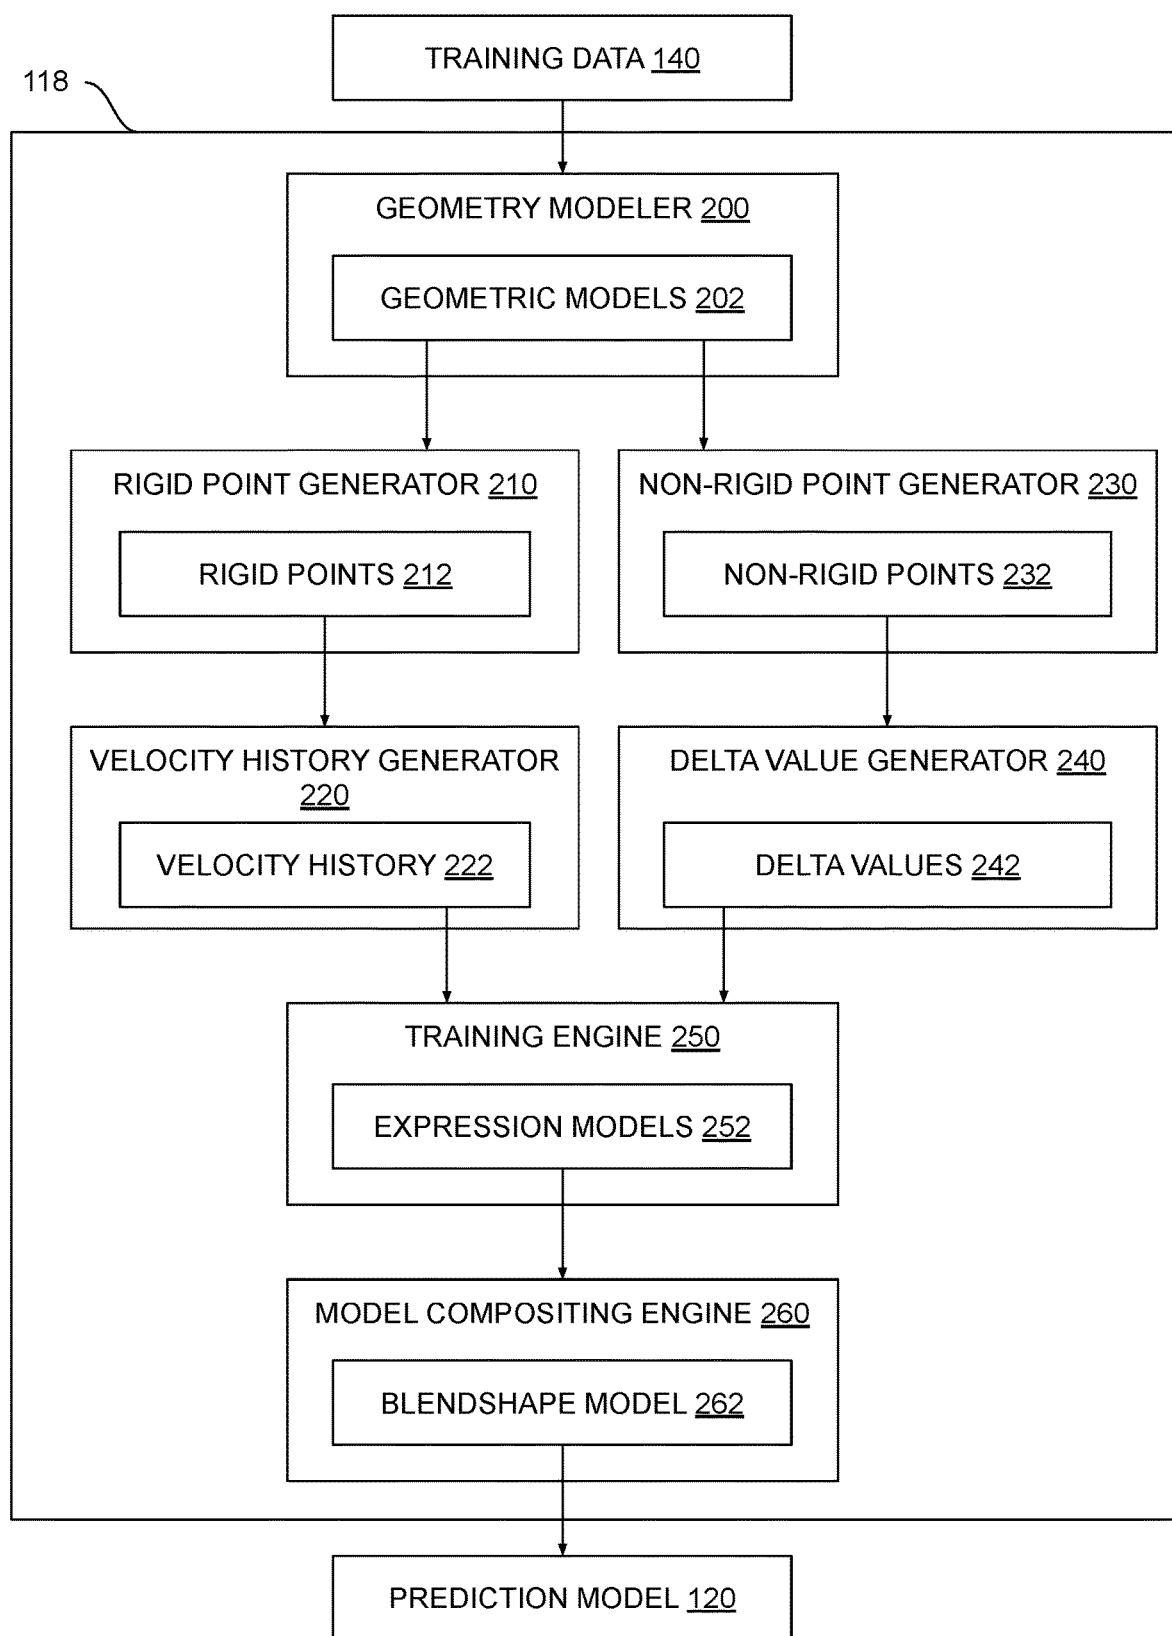 TRAINING DATA 140
118
GEOMETRY MODELER 200
GEOMETRIC MODELS 202
RIGID POINT GENERATOR 210
RIGID POINTS 212
NON-RIGID POINT GENERATOR 230
NON-RIGID POINTS 232
VELOCITY HISTORY GENERATOR
220
VELOCITY HISTORY 222
DELTA VALUE GENERATOR 240
DELTA VALUES 242
TRAINING ENGINE 250
EXPRESSION MODELS 252
MODEL COMPOSITING ENGINE 260
BLENDSHAPE MODEL 262
PREDICTION MODEL 120